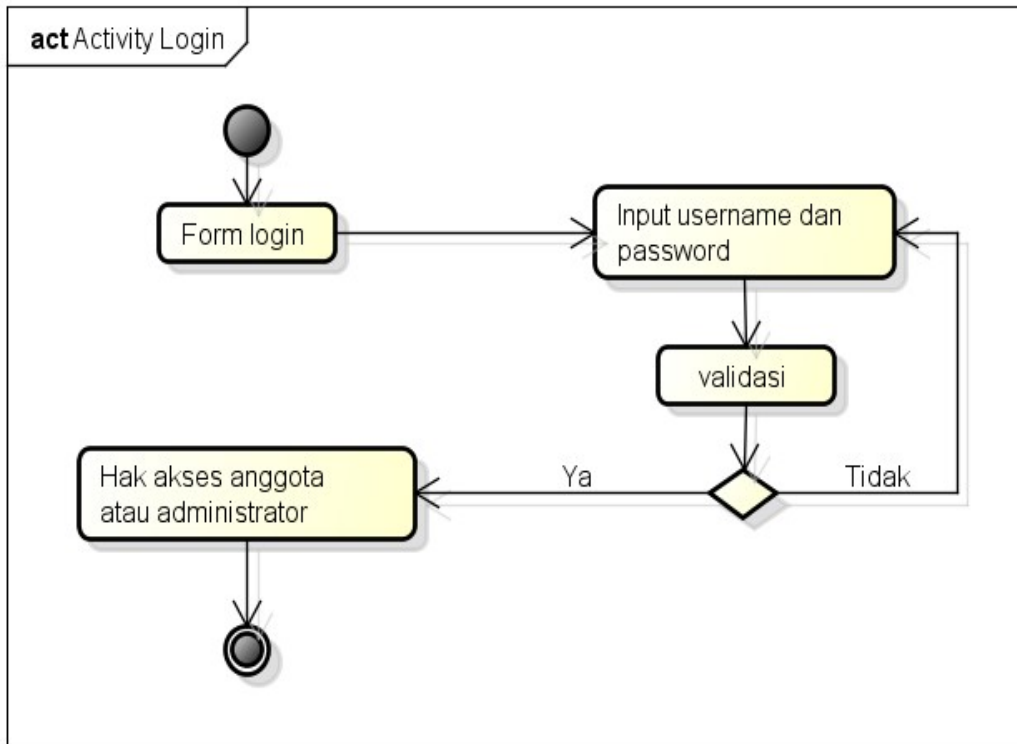 act Activity Login
Form login
Input username dan
password
validasi
Ya
Tidak
Hak akses anggota
atau administrator